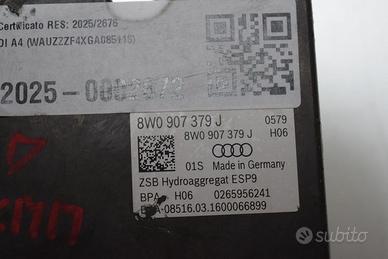 Certificato RES: 2025/2676
DI A4 (WAUZZZF4XGA085115)
2025-0002672
8W0 907 379 J 0579
8W0 907 379 J H06
01S Made in Germany
ZSB Hydroaggregat ESP9
BPA H06 0265956241
-08516.03.1600066899
subito